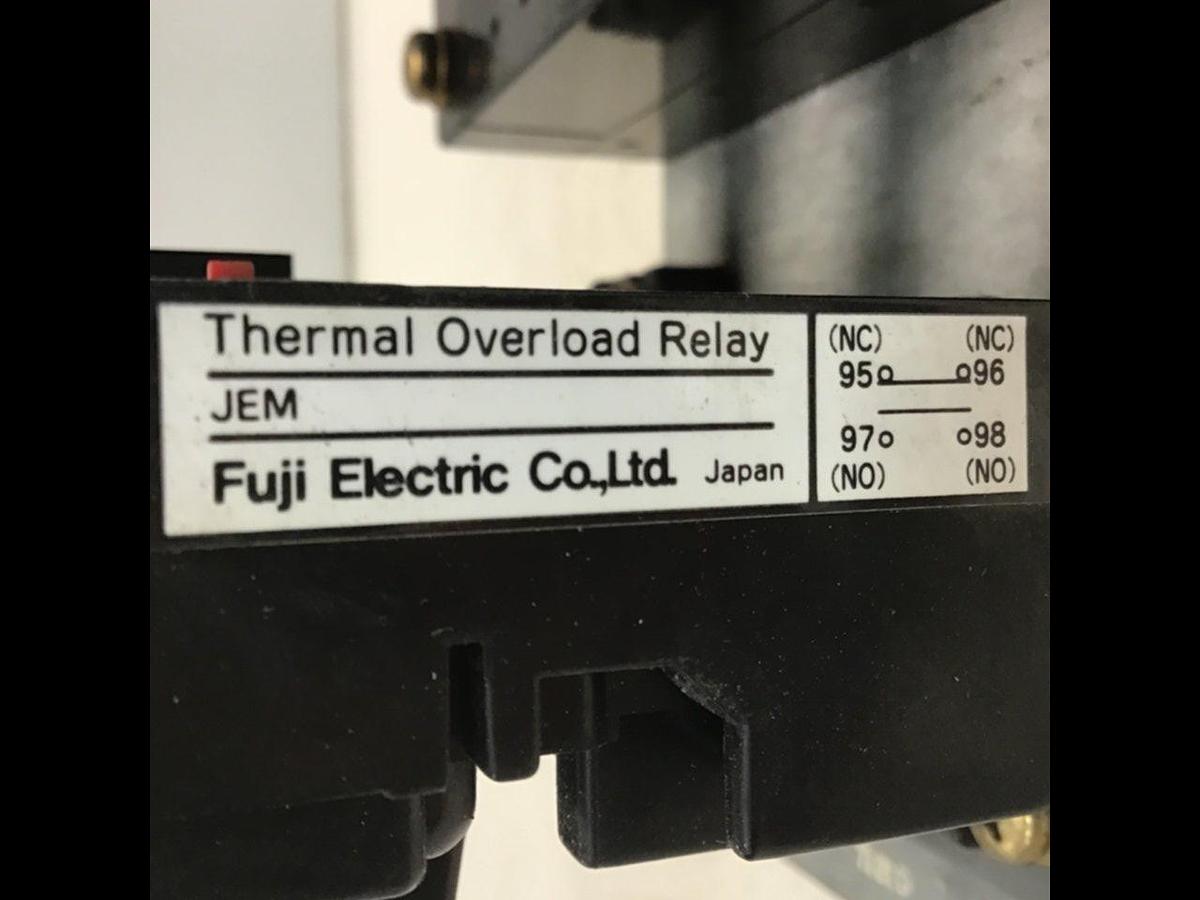 Thermal Overload Relay
JEM
Fuji Electric Co.,Ltd. Japan
(NC) (NC)
95 96
97 98
(NO) (NO)